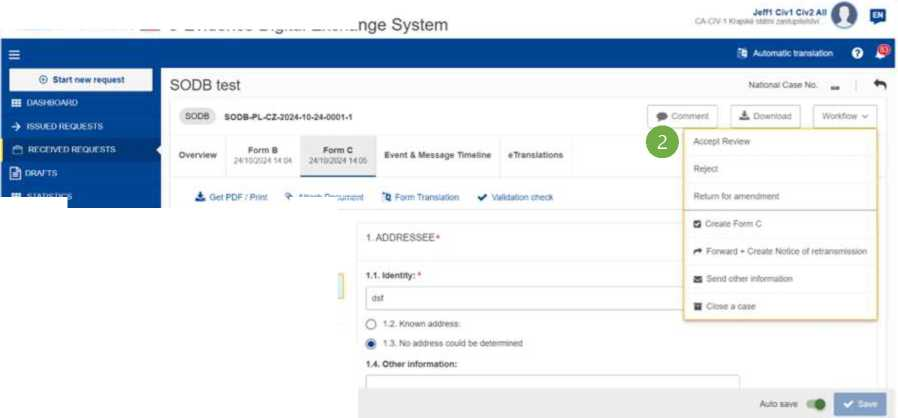 Jeff1 Civ1 Civ2 All
CA-CIV-1 Krajské státní zastupitelství
EN
e-Evidence Digital Exchange System
Automatic translation
?
83
Start new request
SODB test
National Case No.
DASHBOARD
SODB
SODB-PL-CZ-2024-10-24-0001-1
Comment
Download
Workflow
ISSUED REQUESTS
2
Accept Review
RECEIVED REQUESTS
Overview
Form B
24/10/2024 14:04
Form C
24/10/2024 14:05
Event & Message Timeline
eTranslations
Reject
DRAFTS
STATISTICS
Get PDF / Print
Attach Document
Form Translation
Validation check
Return for amendment
Create Form C
1. ADDRESSEE*
Forward + Create Notice of retransmission
1.1. Identity: *
Send other information
dsf
Close a case
1.2. Known address:
1.3. No address could be determined
1.4. Other information:
Auto save
Save